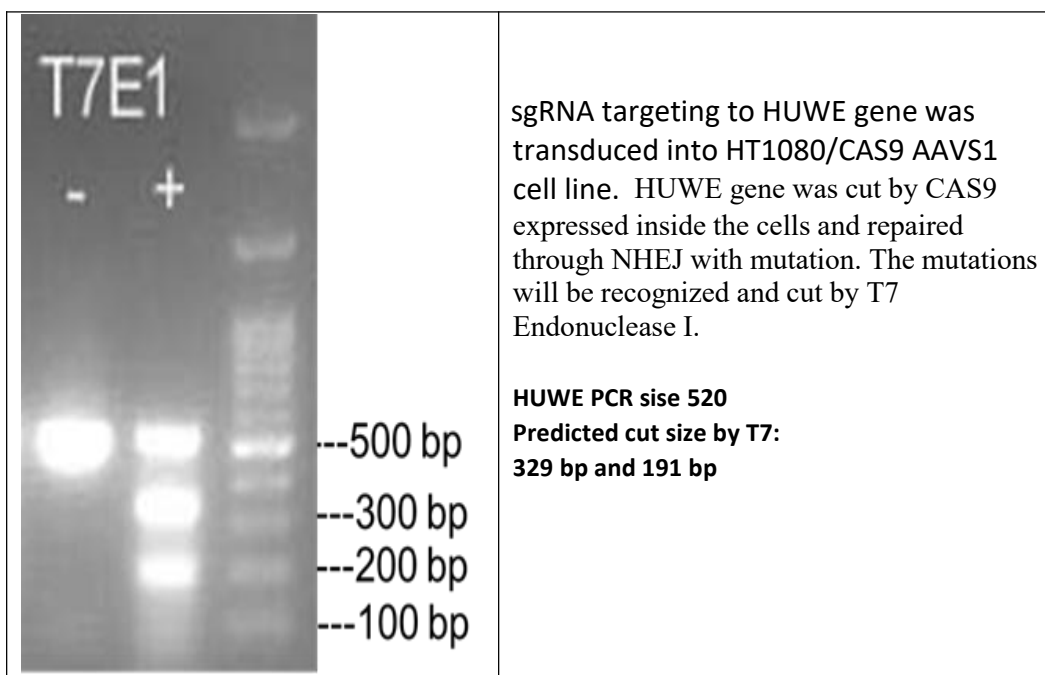 T7E1
- +
---500 bp
---300 bp
---200 bp
---100 bp
sgRNA targeting to HUWE gene was
transduced into HT1080/CAS9 AAVS1
cell line. HUWE gene was cut by CAS9
expressed inside the cells and repaired
through NHEJ with mutation. The mutations
will be recognized and cut by T7
Endonuclease I.
HUWE PCR sise 520
Predicted cut size by T7:
329 bp and 191 bp